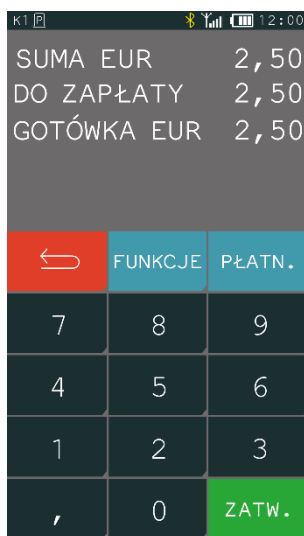 K1 P 12:00
SUMA EUR 2,50
DO ZAPŁATY 2,50
GOTÓWKA EUR 2,50
FUNKCJE PŁATN.
7 8 9
4 5 6
1 2 3
, 0 ZATW.